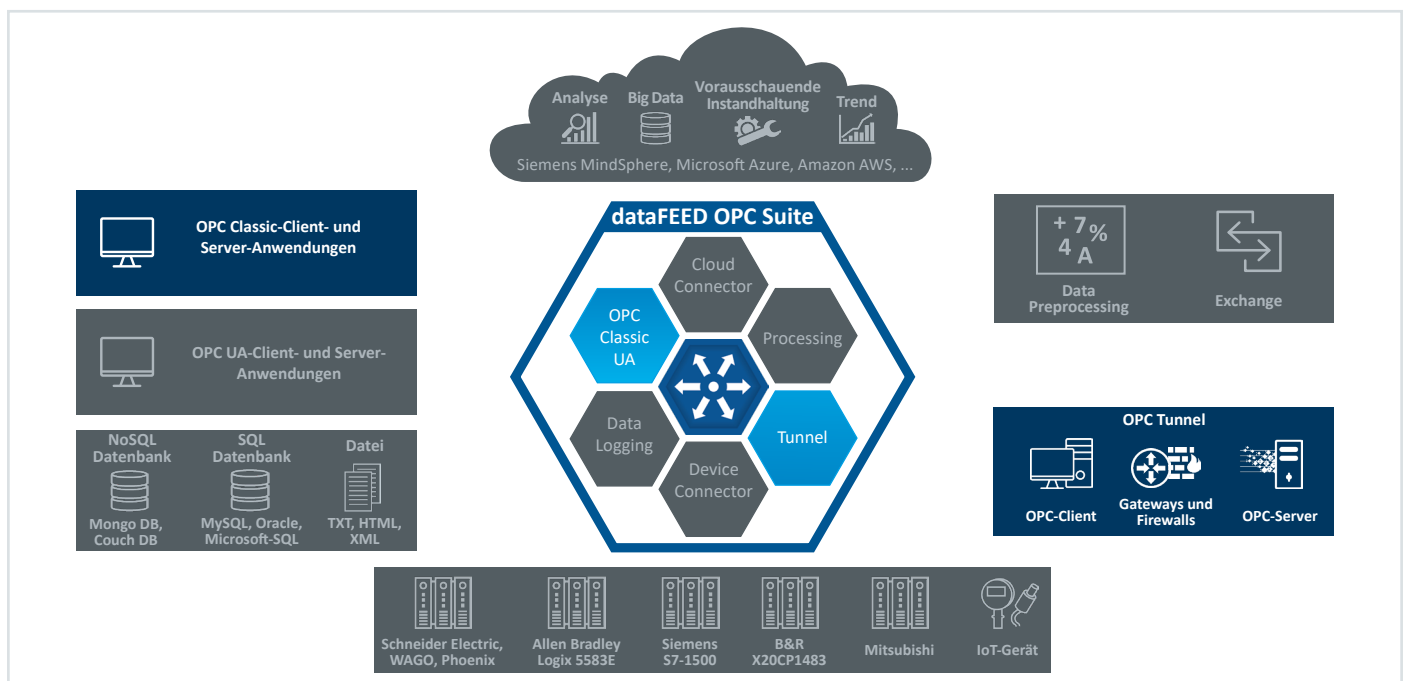 Analyse
Big Data
Vorausschauende
Instandhaltung
Trend
Siemens MindSphere, Microsoft Azure, Amazon AWS, ...
OPC Classic-Client- und
Server-Anwendungen
OPC UA-Client- und Server-
Anwendungen
NoSQL
Datenbank
SQL
Datenbank
Datei
Mongo DB,
Couch DB
MySQL, Oracle,
Microsoft-SQL
TXT, HTML,
XML
dataFEED OPC Suite
Cloud
Connector
OPC
Classic
UA
Processing
Data
Logging
Tunnel
Device
Connector
+ 7%
4 A
Data
Preprocessing
Exchange
OPC Tunnel
OPC-Client
Gateways und
Firewalls
OPC-Server
Schneider Electric,
WAGO, Phoenix
Allen Bradley
Logix 5583E
Siemens
S7-1500
B&R
X20CP1483
Mitsubishi
IoT-Gerät